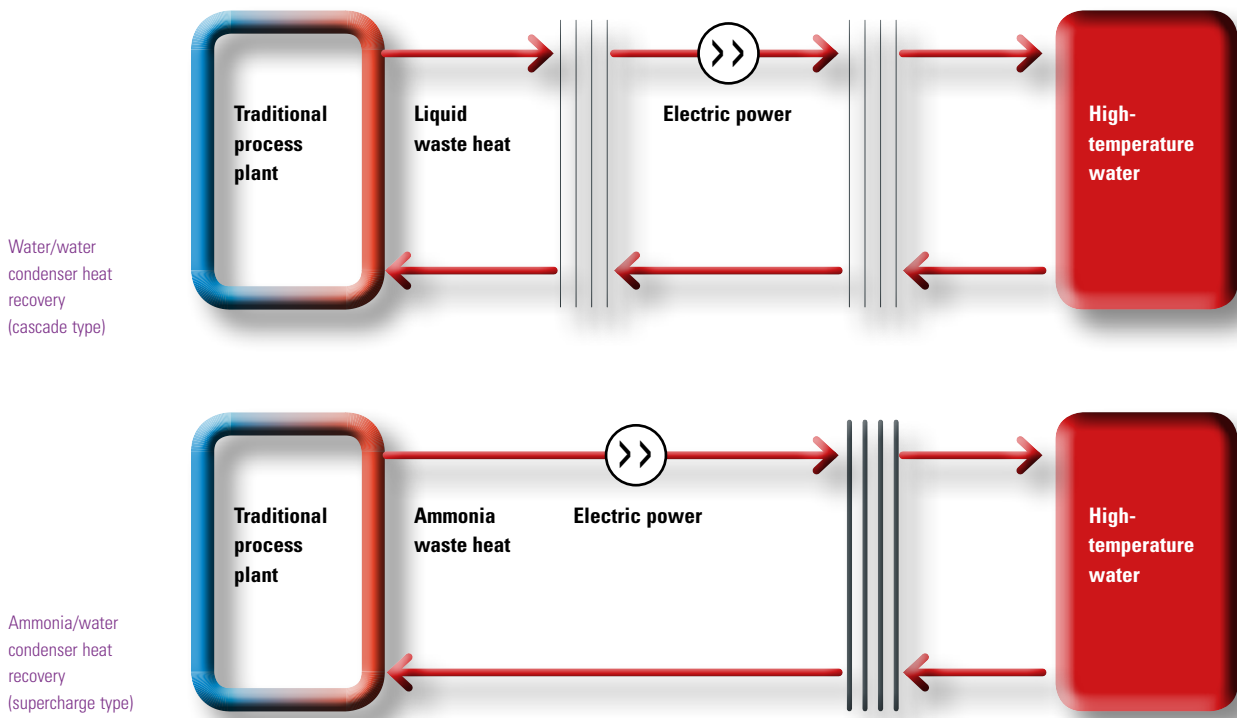 Traditional
process
plant
Liquid
waste heat
Electric power
High-
temperature
water
Water/water
condenser heat
recovery
(cascade type)
Traditional
process
plant
Ammonia
waste heat
Electric power
High-
temperature
water
Ammonia/water
condenser heat
recovery
(supercharge type)